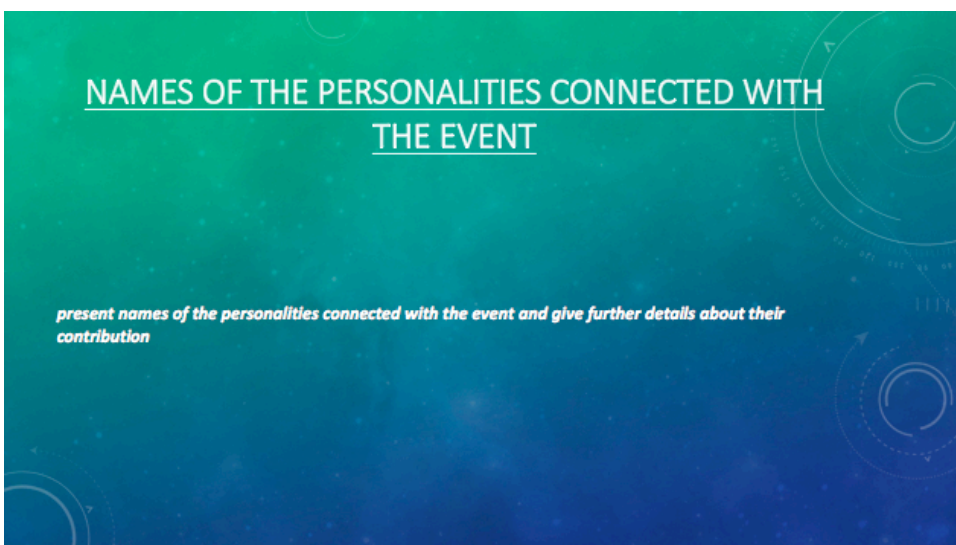 NAMES OF THE PERSONALITIES CONNECTED WITH
THE EVENT
present names of the personalities connected with the event and give further details about their
contribution